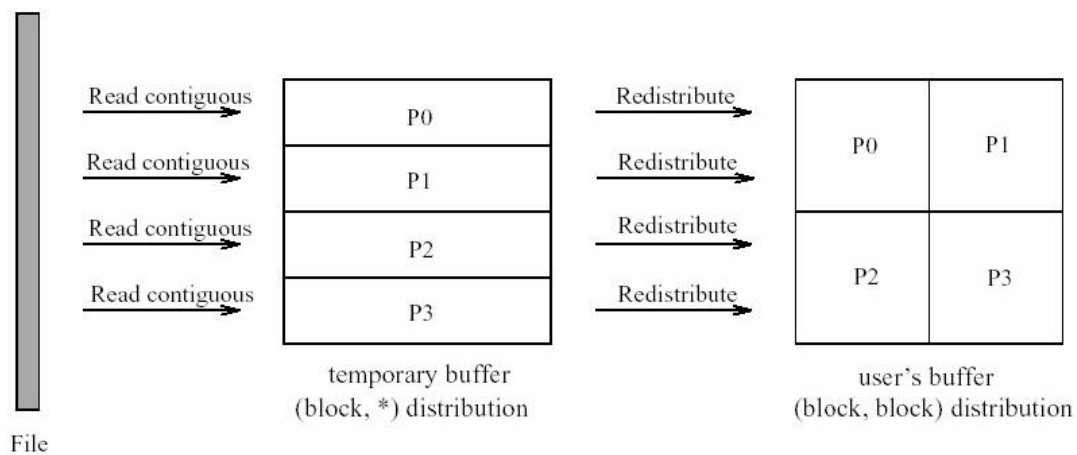 Read contiguous
Read contiguous
Read contiguous
Read contiguous
File
P0
P1
P2
P3
temporary buffer
(block, *) distribution
Redistribute
Redistribute
Redistribute
Redistribute
P0 P1
P2 P3
user's buffer
(block, block) distribution